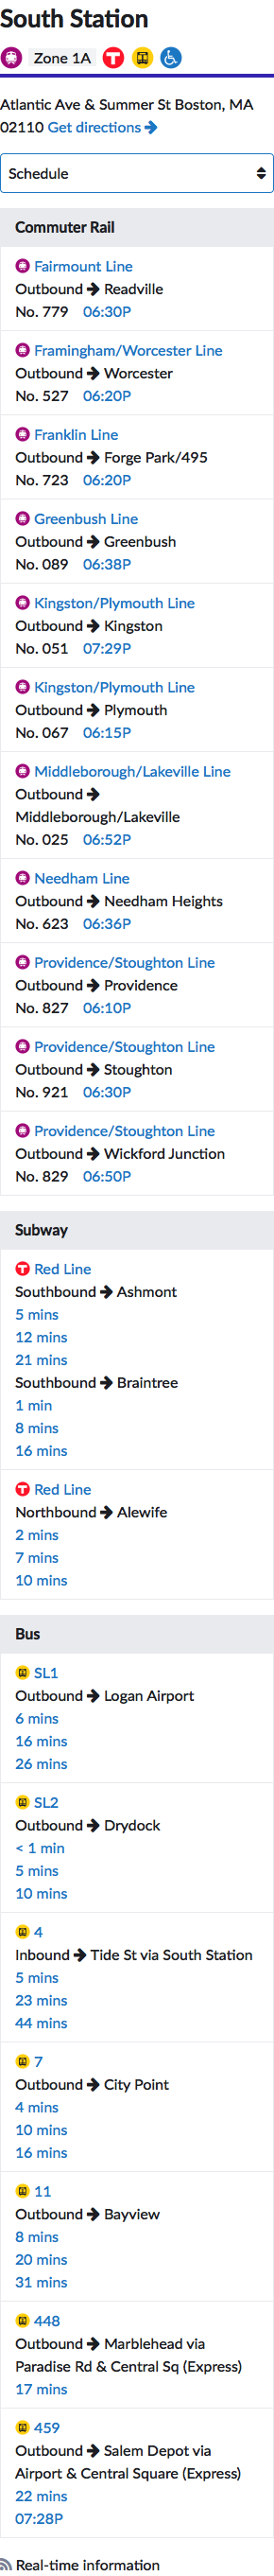 South Station
Zone 1A
Atlantic Ave & Summer St Boston, MA
02110 Get directions
Schedule
Commuter Rail
Fairmount Line
Outbound Readville
No. 779 06:30P
Framingham/Worcester Line
Outbound Worcester
No. 527 06:20P
Franklin Line
Outbound Forge Park/495
No. 723 06:20P
Greenbush Line
Outbound Greenbush
No. 089 06:38P
Kingston/Plymouth Line
Outbound Kingston
No. 051 07:29P
Kingston/Plymouth Line
Outbound Plymouth
No. 067 06:15P
Middleborough/Lakeville Line
Outbound
Middleborough/Lakeville
No. 025 06:52P
Needham Line
Outbound Needham Heights
No. 623 06:36P
Providence/Stoughton Line
Outbound Providence
No. 827 06:10P
Providence/Stoughton Line
Outbound Stoughton
No. 921 06:30P
Providence/Stoughton Line
Outbound Wickford Junction
No. 829 06:50P
Subway
Red Line
Southbound Ashmont
5 mins
12 mins
21 mins
Southbound Braintree
1 min
8 mins
16 mins
Red Line
Northbound Alewife
2 mins
7 mins
10 mins
Bus
SL1
Outbound Logan Airport
6 mins
16 mins
26 mins
SL2
Outbound Drydock
< 1 min
5 mins
10 mins
4
Inbound Tide St via South Station
5 mins
23 mins
44 mins
7
Outbound City Point
4 mins
10 mins
16 mins
11
Outbound Bayview
8 mins
20 mins
31 mins
448
Outbound Marblehead via
Paradise Rd & Central Sq (Express)
17 mins
459
Outbound Salem Depot via
Airport & Central Square (Express)
22 mins
07:28P
Real-time information